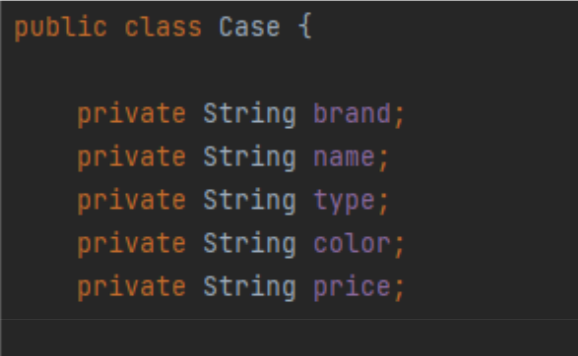 public class Case {
private String brand;
private String name;
private String type;
private String color;
private String price;